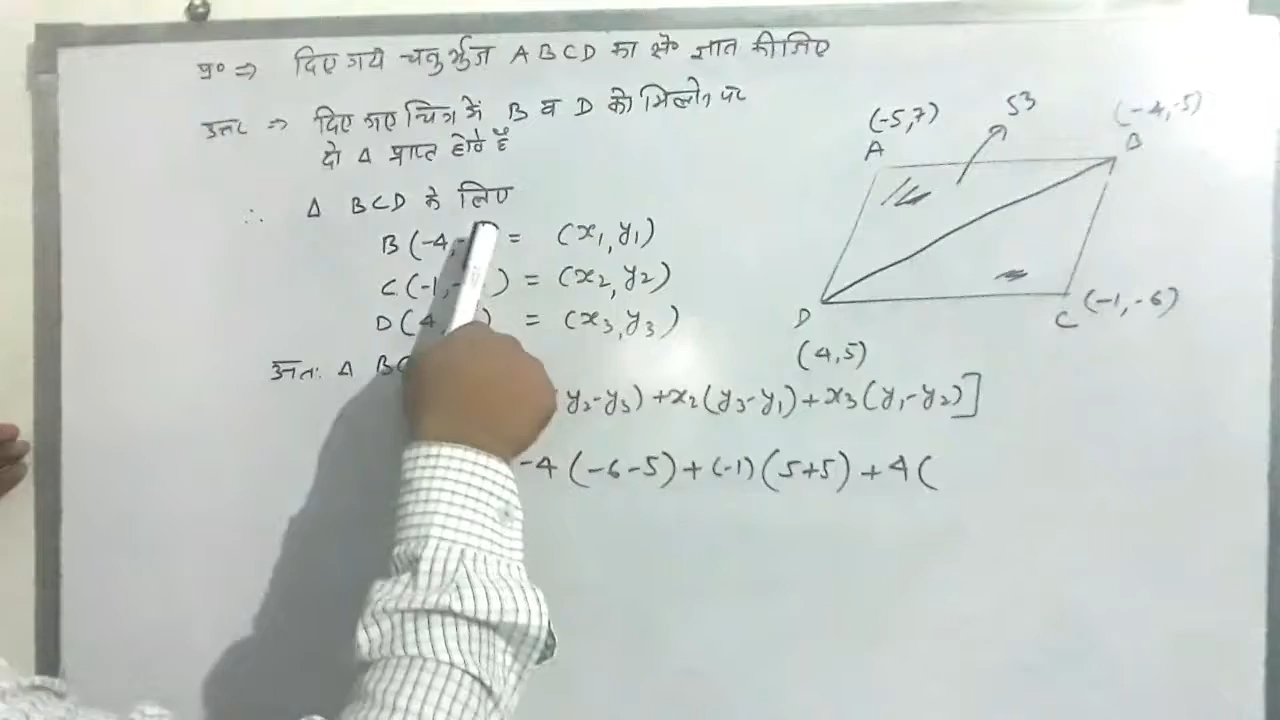 प्र० => दिए गये चतुर्भुज ABCD का क्षे० ज्ञात कीजिए
उत्तर => दिए गए चित्र में B व D को मिलाने पर
दो Δ प्राप्त होते हैं
∴ Δ BCD के लिए
B(-4,- = (x₁, y₁)
C(-1,- ) = (x₂, y₂)
D(4, ) = (x₃, y₃)
अतः Δ BC
y₂-y₃) + x₂(y₃-y₁) + x₃(y₁-y₂)]
-4(-6-5) + (-1)(5+5) + 4(
(-5,7)
A
53
(-4,-5)
B
D
(4,5)
C (-1,-6)